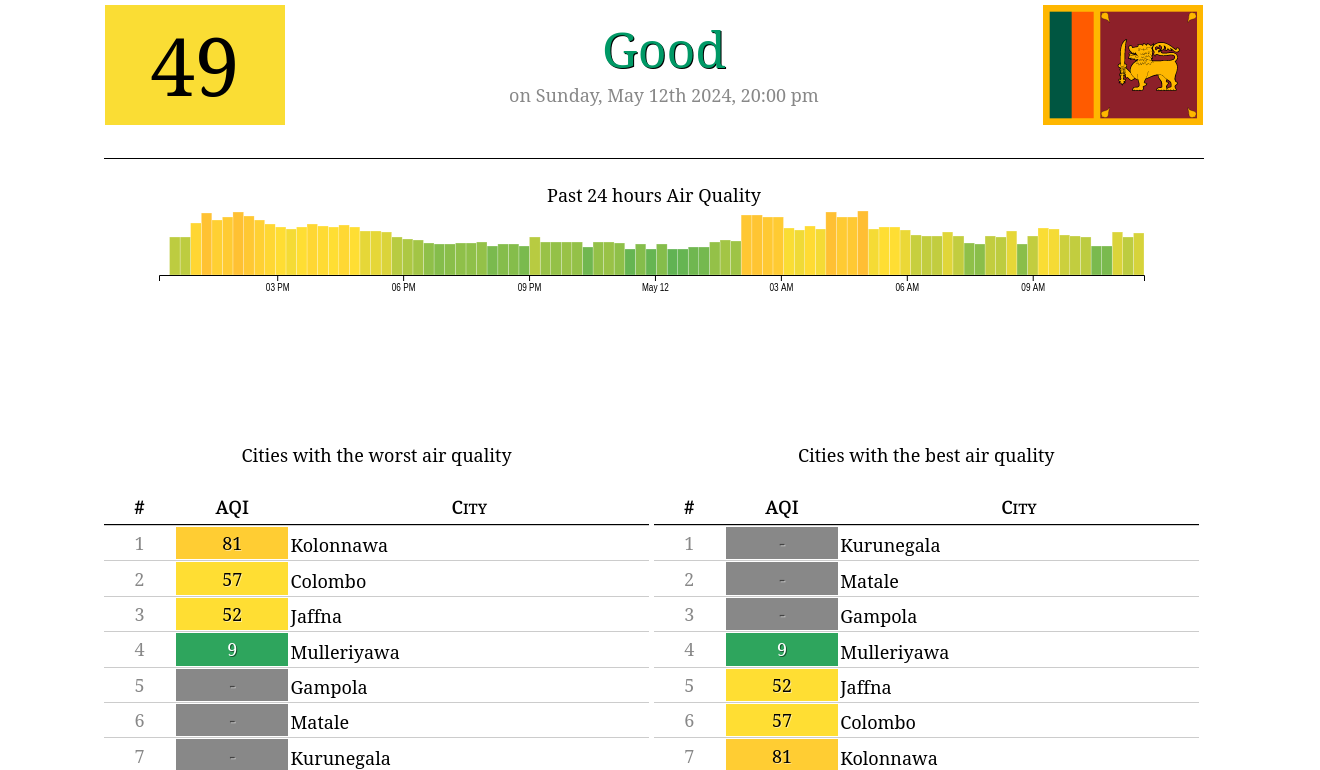 49
Good
on Sunday, May 12th 2024, 20:00 pm
Past 24 hours Air Quality
03 PM 06 PM 09 PM May 12 03 AM 06 AM 09 AM
Cities with the worst air quality
# AQI City
1 81 Kolonnawa
2 57 Colombo
3 52 Jaffna
4 9 Mulleriyawa
5 - Gampola
6 - Matale
7 - Kurunegala
Cities with the best air quality
# AQI City
1 - Kurunegala
2 - Matale
3 - Gampola
4 9 Mulleriyawa
5 52 Jaffna
6 57 Colombo
7 81 Kolonnawa